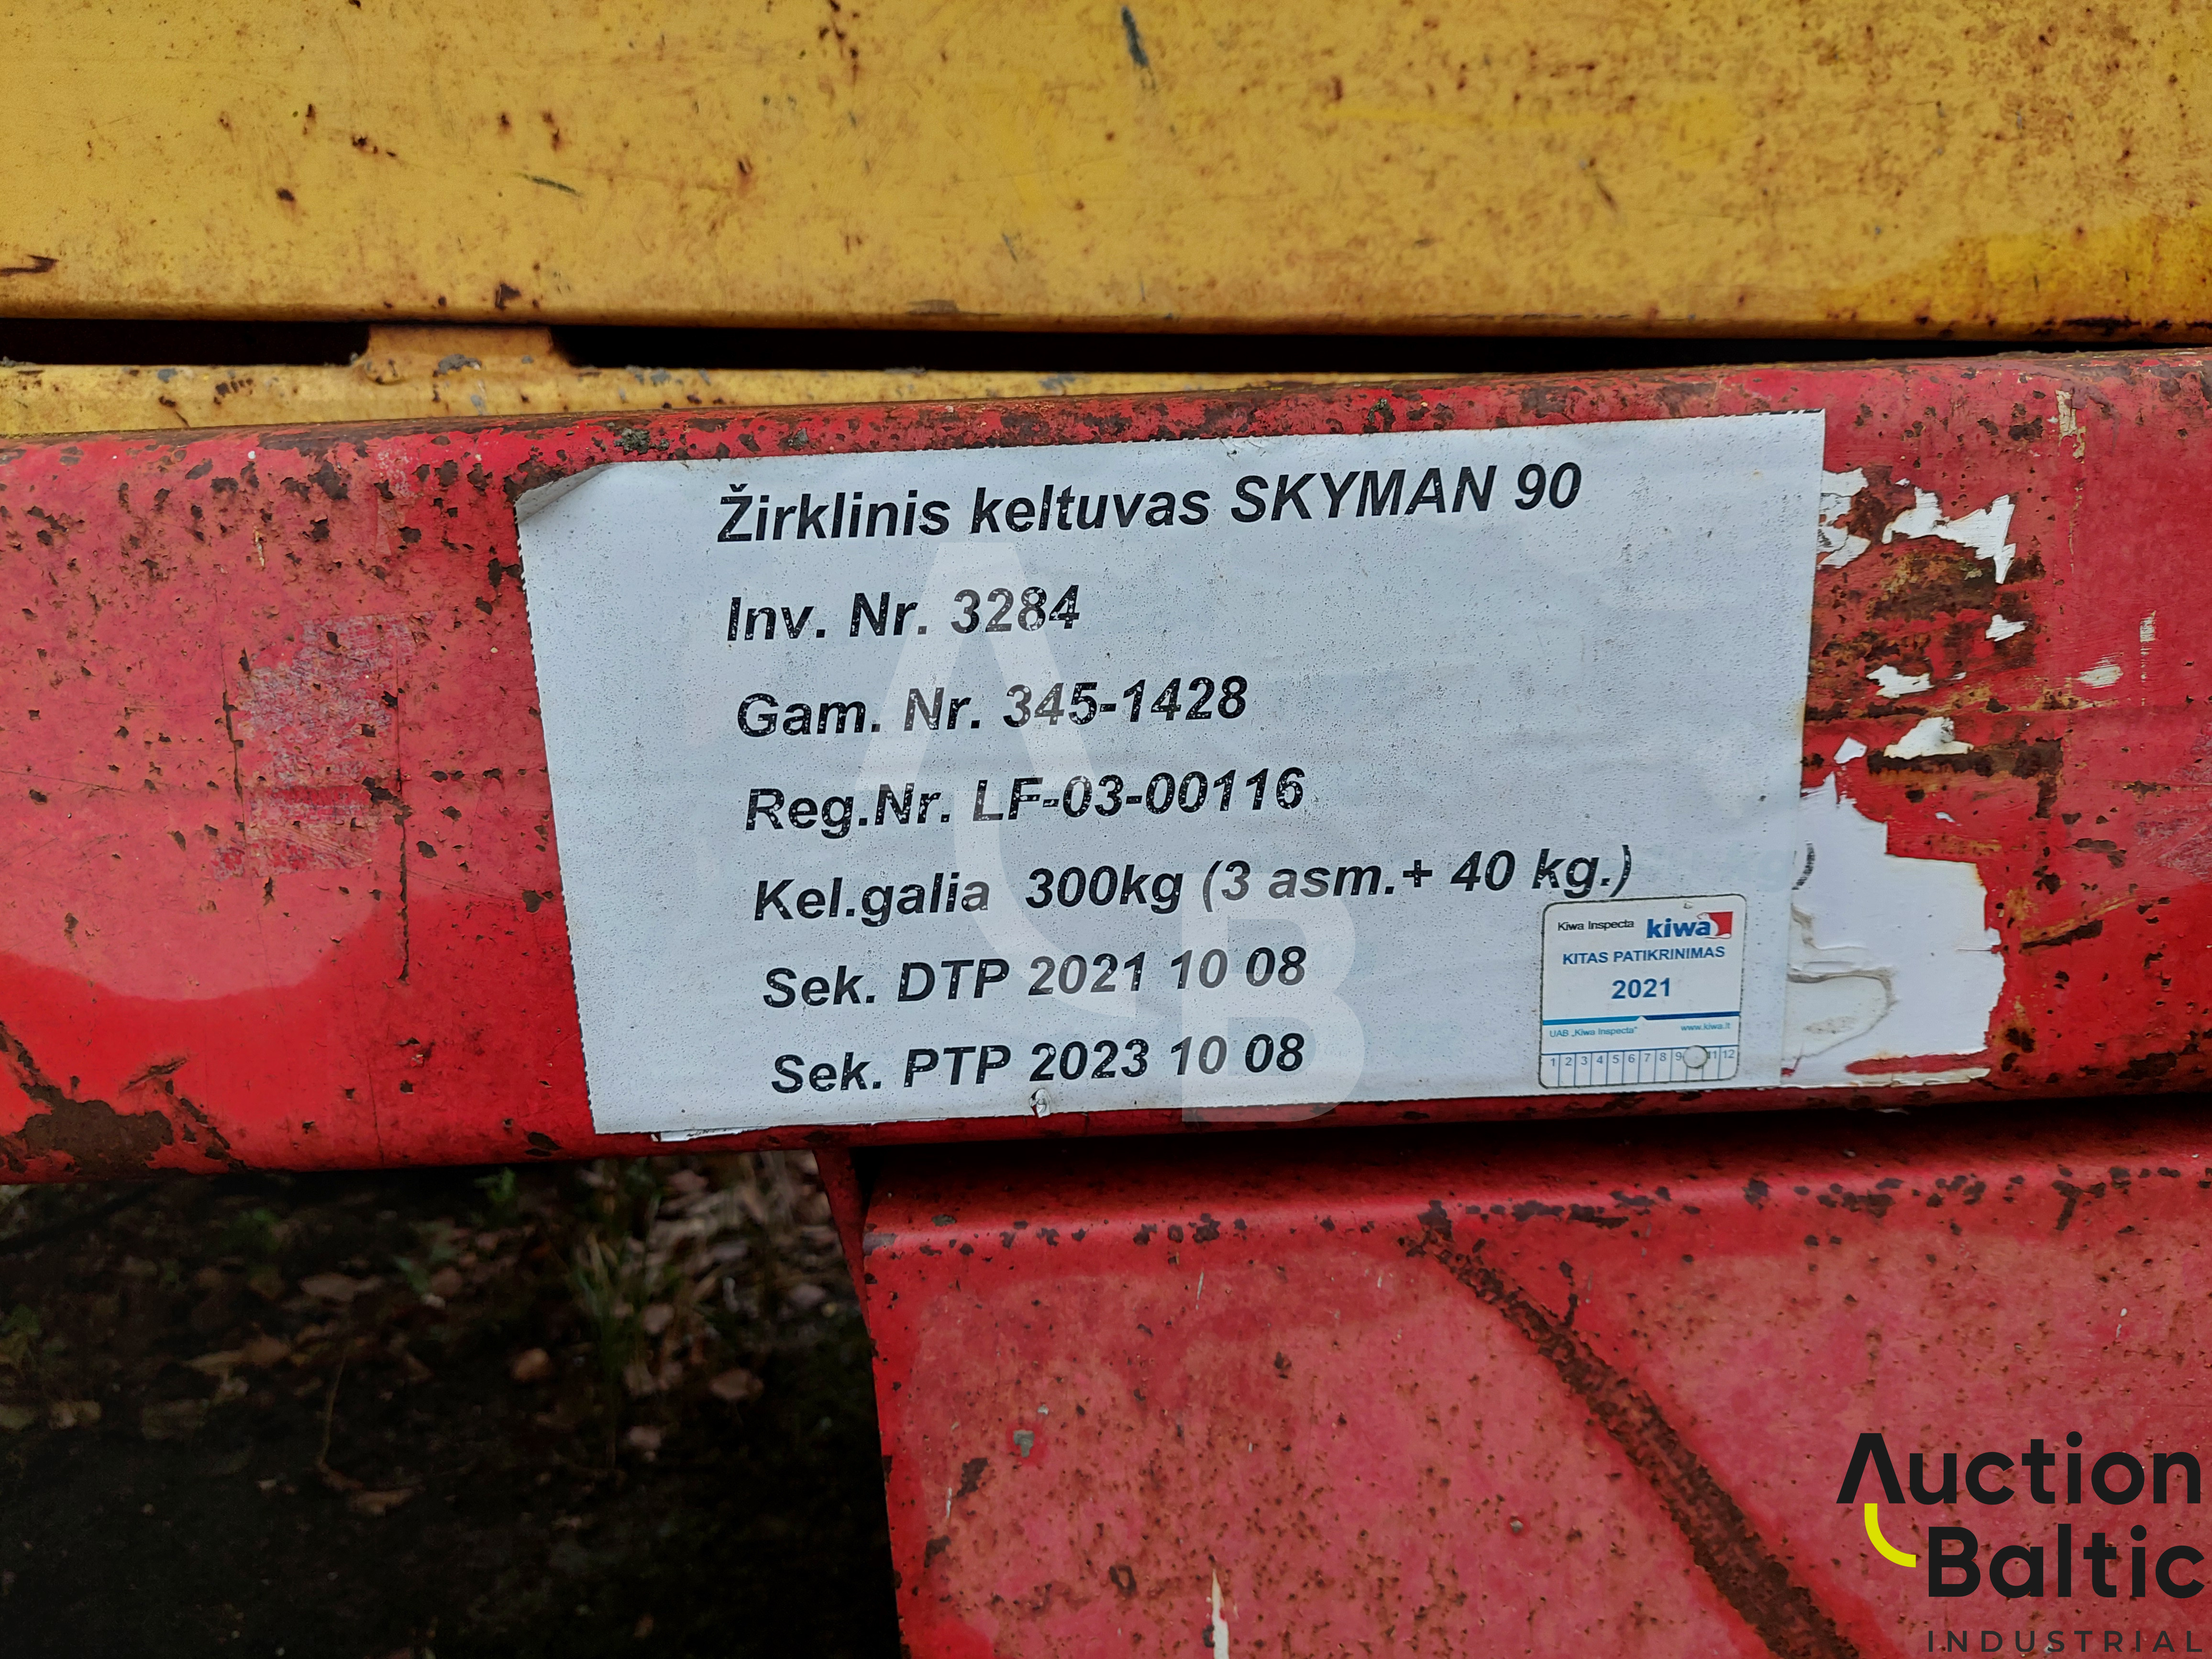 Žirklinis keltuvas SKYMAN 90
Inv. Nr. 3284
Gam. Nr. 345-1428
Reg.Nr. LF-03-00116
Kel.galia 300kg (3 asm.+ 40 kg.)
Sek. DTP 2021 10 08
Sek. PTP 2023 10 08
Kiwa Inspecta kiwa
KITAS PATIKRINIMAS
2021
UAB „Kiwa Inspecta" www.kiwa.lt
1 2 3 4 5 6 7 8 9 11 12
AB
Auction
Baltic
INDUSTRIAL